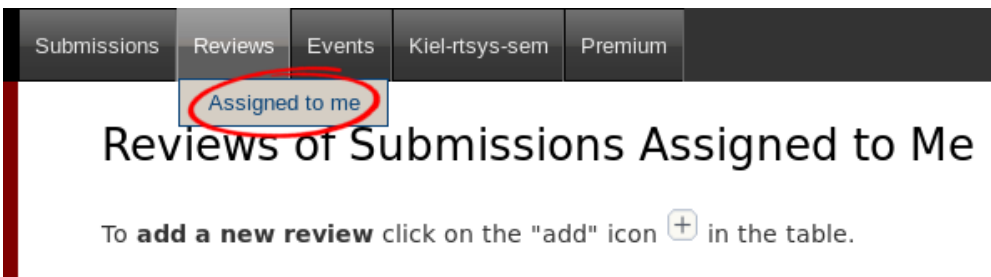 Submissions Reviews Events Kiel-rtsys-sem Premium
Assigned to me
Reviews of Submissions Assigned to Me
To add a new review click on the "add" icon + in the table.